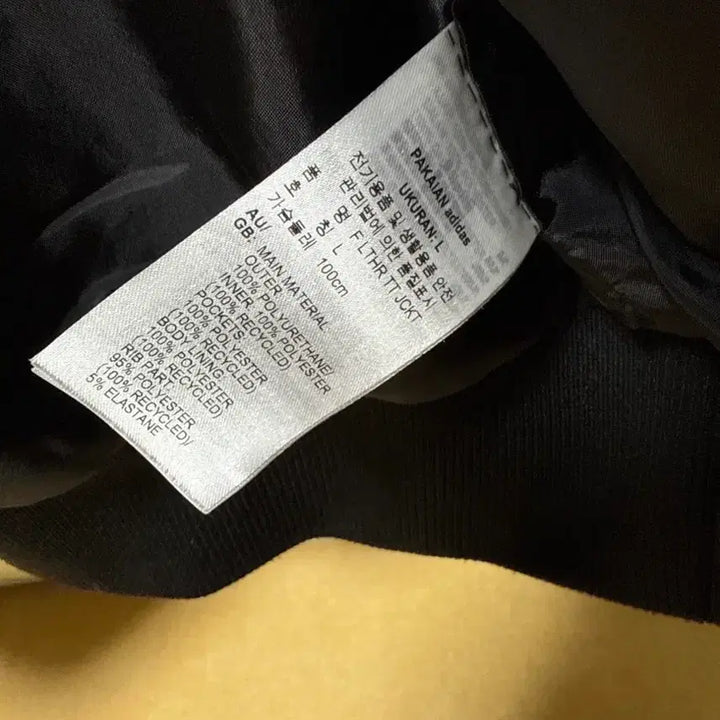 PAKAIAN adidas
UKURAN: L
전기용품 및 생활용품 안전
관리법에 의한 품질표시
품 명 F LTHR TT JCKT
호 칭 L
가슴둘레 100cm
AU/
GB: MAIN MATERIAL
OUTER:
100% POLYURETHANE/
INNER: 100% POLYESTER
(100% RECYCLED)
POCKETS
100% POLYESTER
(100% RECYCLED)
BODY LINING
100% POLYESTER
(100% RECYCLED)
RIB PART
95% POLYESTER
(100% RECYCLED)/
5% ELASTANE